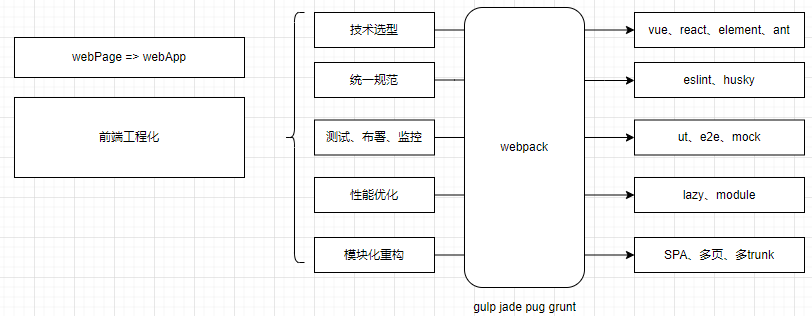 webPage => webApp
前端工程化
技术选型
统一规范
测试、布署、监控
性能优化
模块化重构
webpack
gulp jade pug grunt
vue、react、element、ant
eslint、husky
ut、e2e、mock
lazy、module
SPA、多页、多trunk